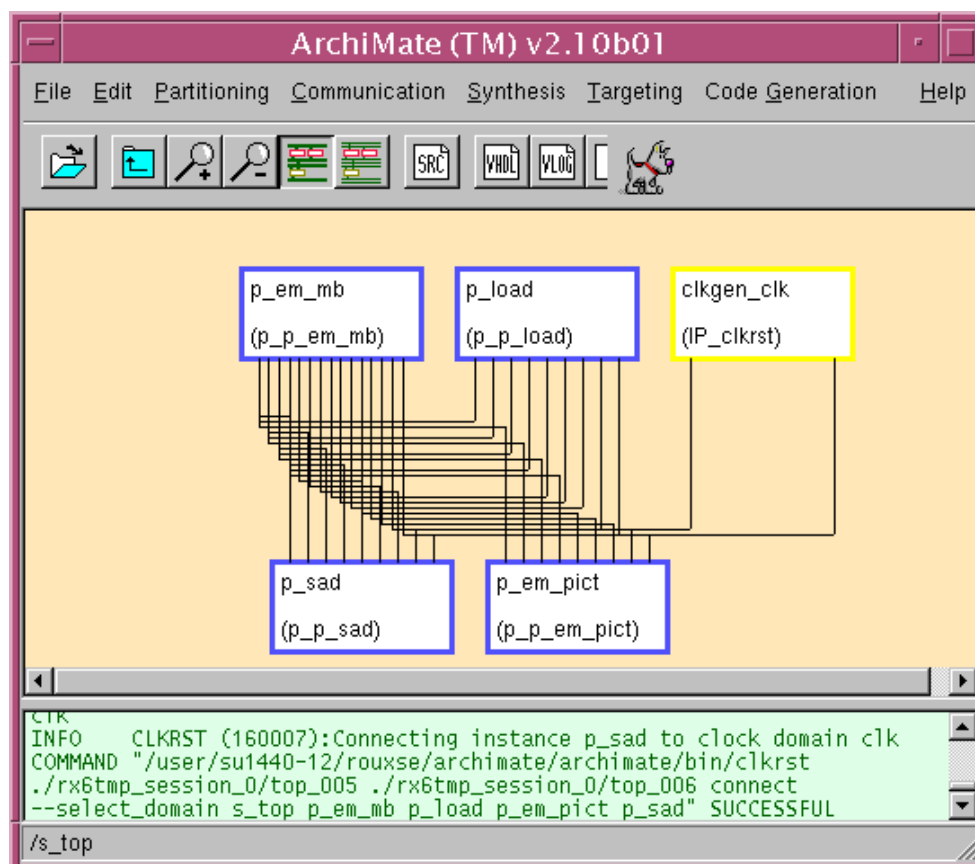 ArchiMate (TM) v2.10b01
File Edit Partitioning Communication Synthesis Targeting Code Generation Help
SRC VHDL VLOG
p_em_mb p_load clkgen_clk
(p_p_em_mb) (p_p_load) (IP_clkrst)
p_sad p_em_pict
(p_p_sad) (p_p_em_pict)
clk
INFO CLKRST (160007):Connecting instance p_sad to clock domain clk
COMMAND "/user/su1440-12/rouxse/archimate/archimate/bin/clkrst
./rx6tmp_session_0/top_005 ./rx6tmp_session_0/top_006 connect
--select_domain s_top p_em_mb p_load p_em_pict p_sad" SUCCESSFUL
/s_top